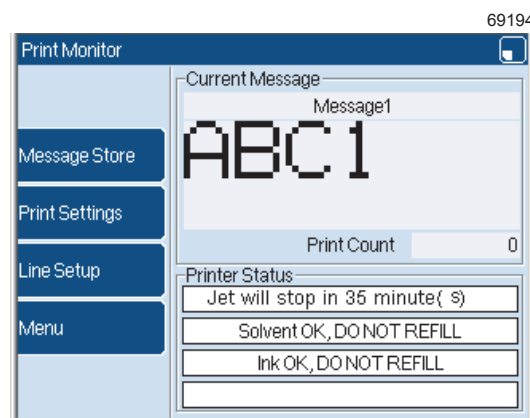 69194
Print Monitor
Current Message
Message1
ABC1
Print Count 0
Message Store
Print Settings
Line Setup
Menu
Printer Status
Jet will stop in 35 minute( s)
Solvent OK, DO NOT REFILL
Ink OK, DO NOT REFILL